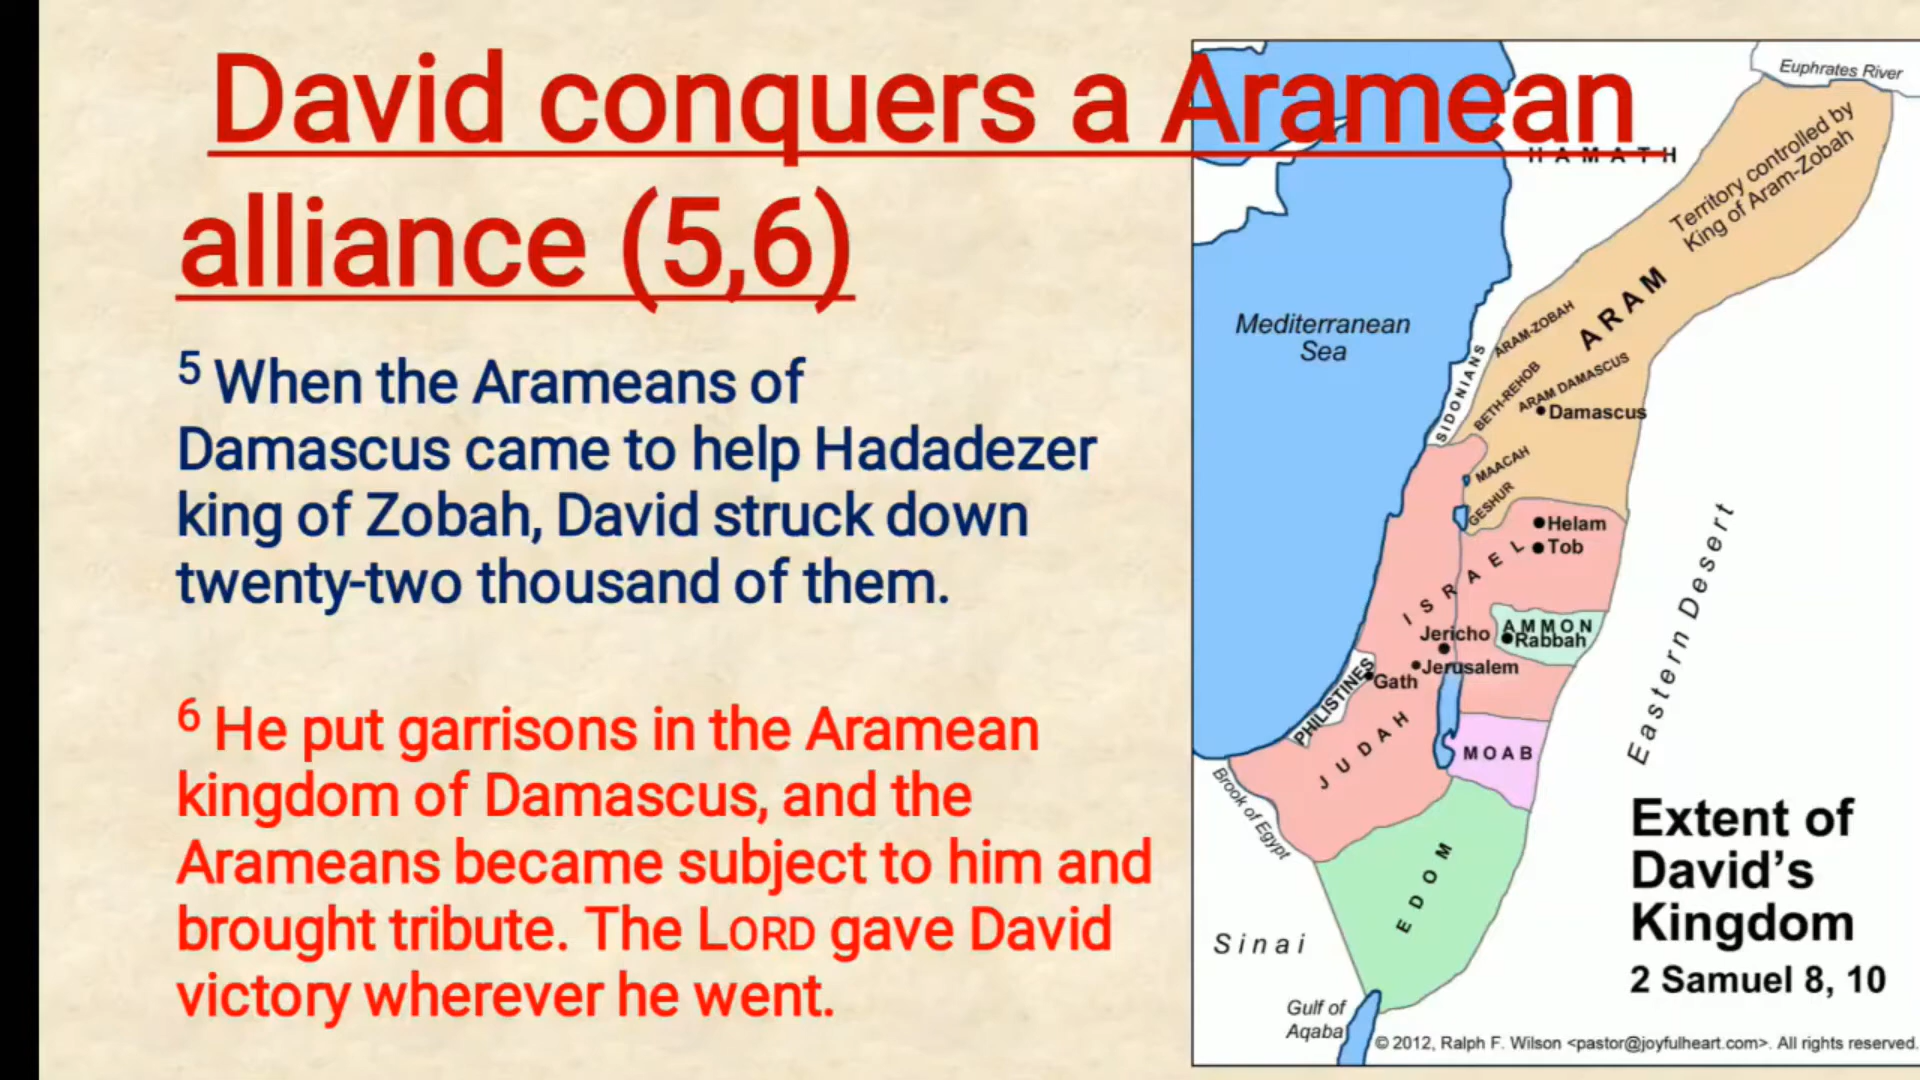 David conquers a Aramean
alliance (5,6)
5 When the Arameans of
Damascus came to help Hadadezer
king of Zobah, David struck down
twenty-two thousand of them.
6 He put garrisons in the Aramean
kingdom of Damascus, and the
Arameans became subject to him and
brought tribute. The LORD gave David
victory wherever he went.
Euphrates River
HAMATH
Territory controlled by
King of Aram-Zobah
ARAM
Mediterranean
Sea
ARAM-ZOBAH
SIDONIANS
BETH-REHOB
ARAM DAMASCUS
Damascus
MAACAH
GESHUR
Helam
Tob
ISRAEL
AMMON
Rabbah
Jericho
Jerusalem
Gath
PHILISTINES
JUDAH
MOAB
Eastern Desert
Brook of Egypt
EDOM
Sinai
Gulf of
Aqaba
Extent of
David's
Kingdom
2 Samuel 8, 10
© 2012, Ralph F. Wilson <pastor@joyfulheart.com>. All rights reserved.